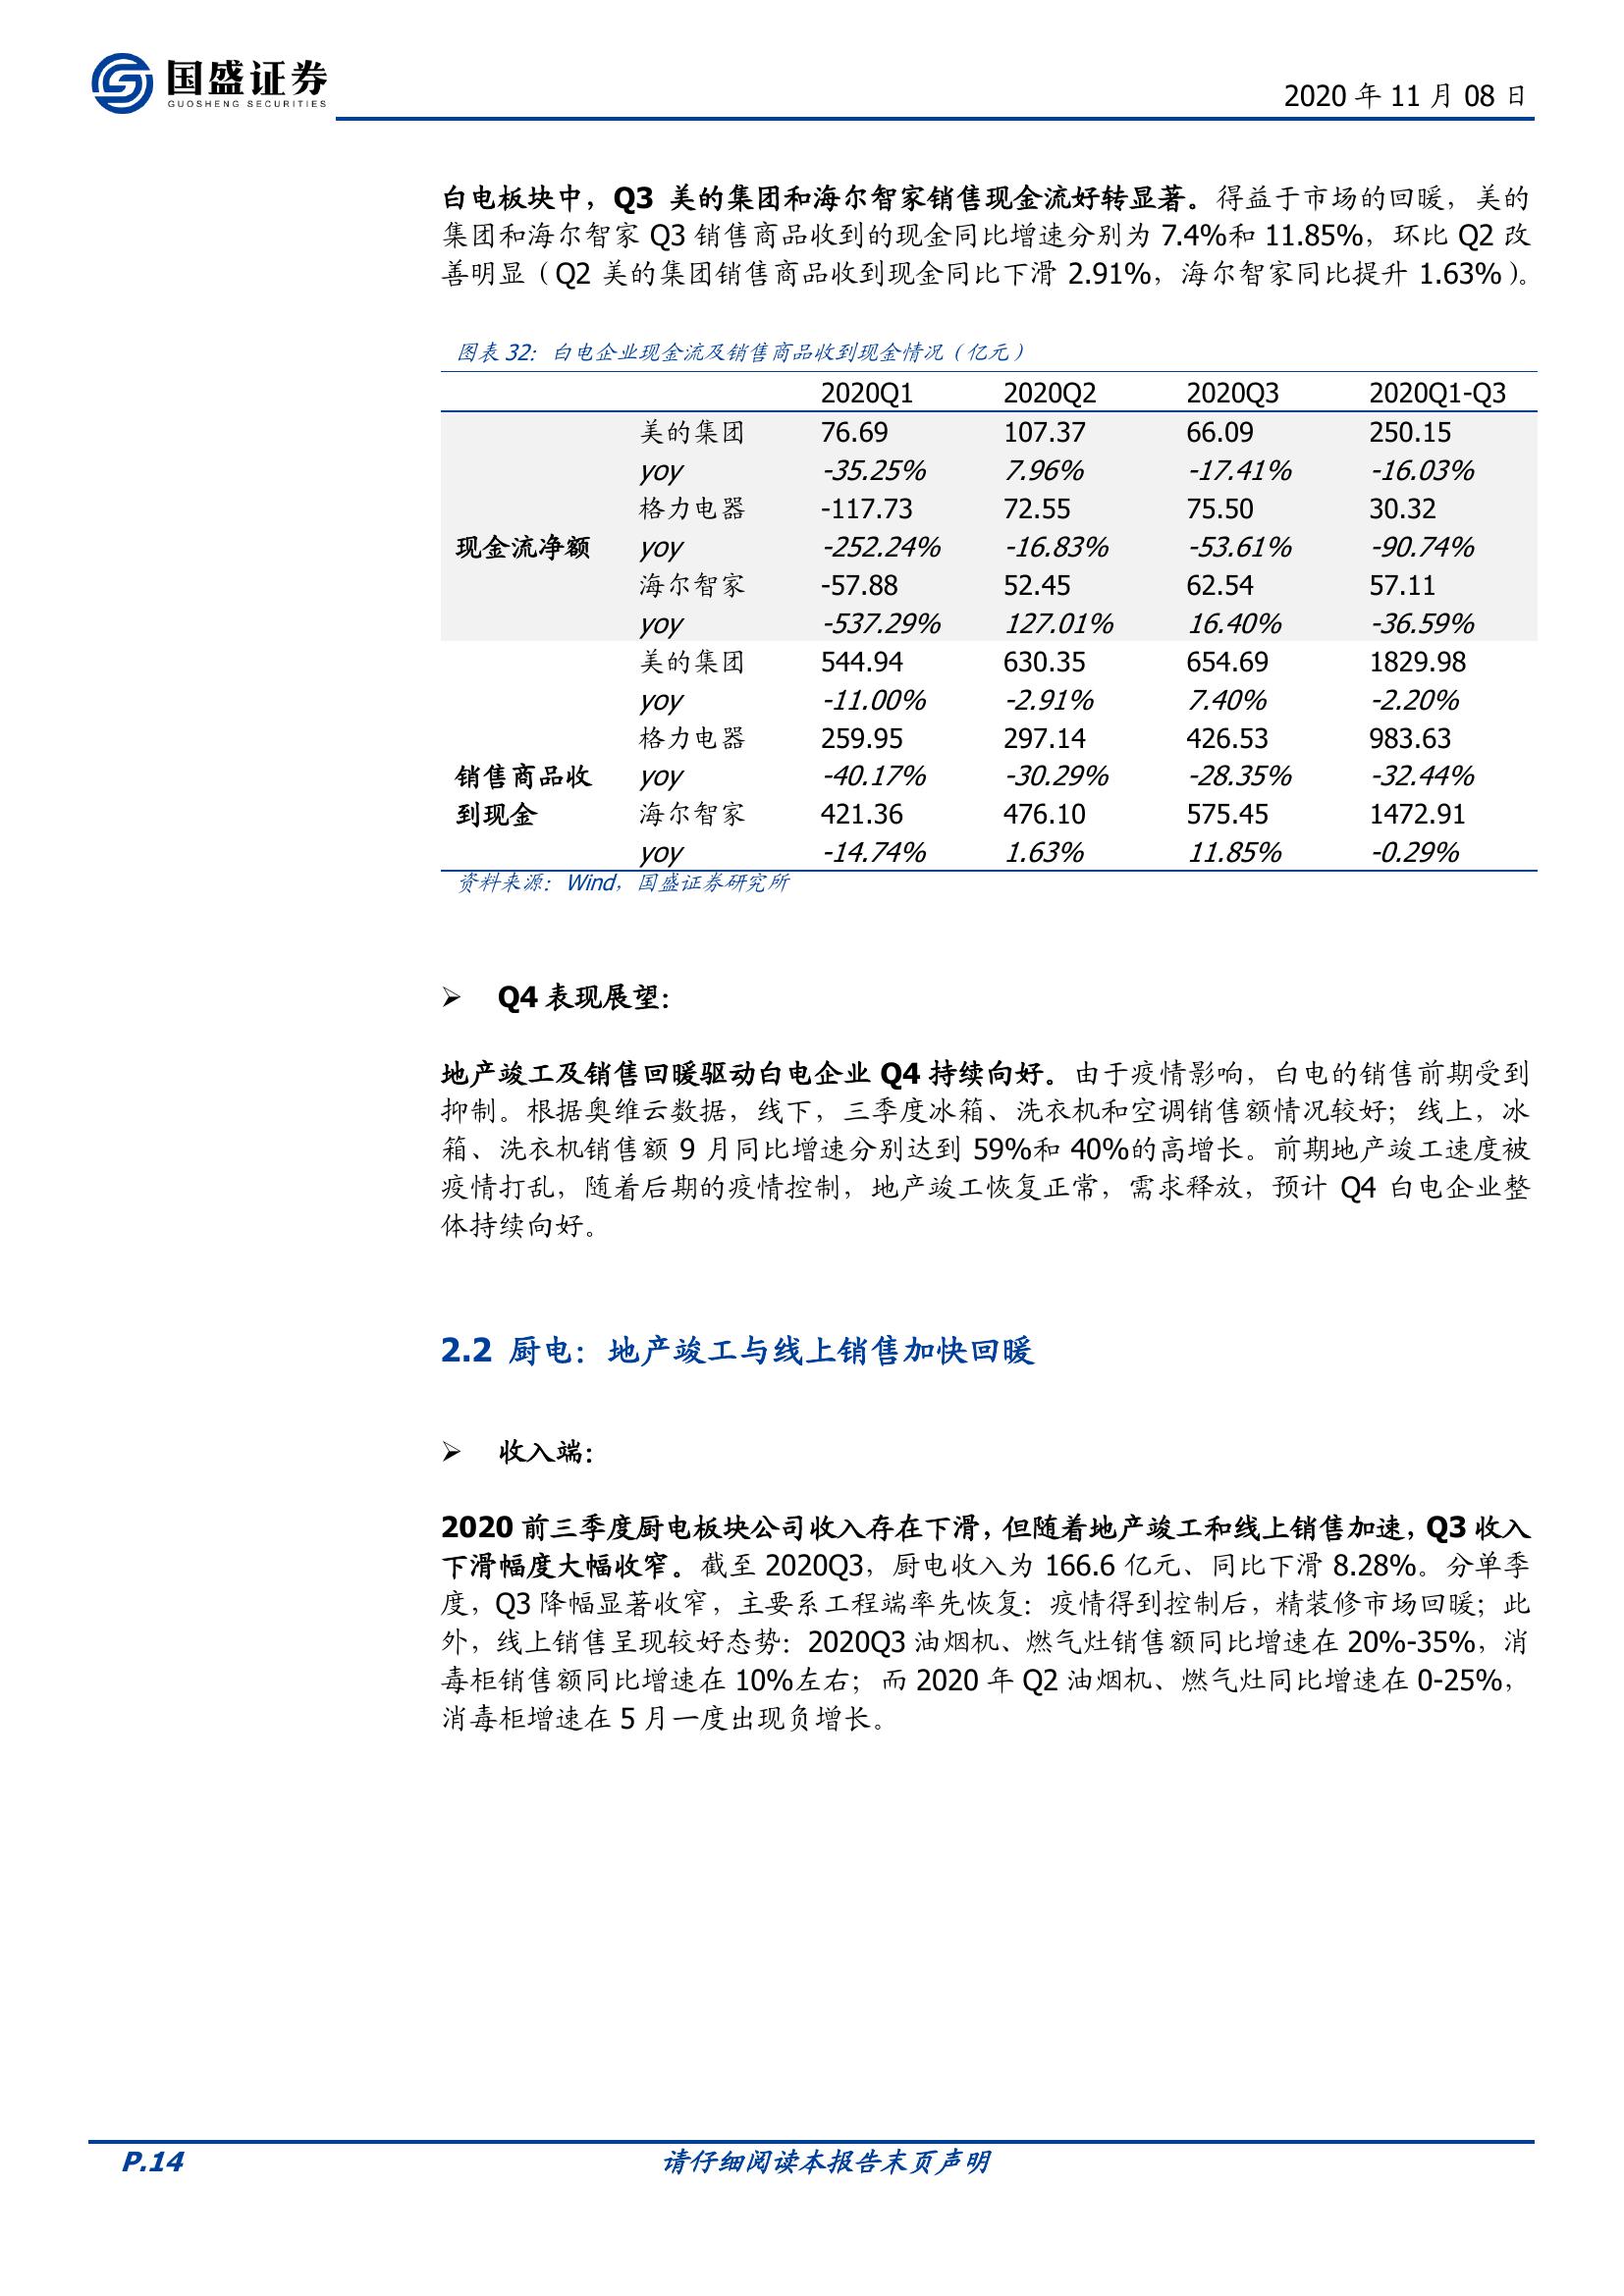 国盛证券
GUOSHENG SECURITIES
2020 年 11 月 08 日
白电板块中，Q3 美的集团和海尔智家销售现金流好转显著。得益于市场的回暖，美的
集团和海尔智家 Q3 销售商品收到的现金同比增速分别为 7.4%和 11.85%，环比 Q2 改
善明显（Q2 美的集团销售商品收到现金同比下滑 2.91%，海尔智家同比提升 1.63%）。
图表 32：白电企业现金流及销售商品收到现金情况（亿元）
2020Q1 2020Q2 2020Q3 2020Q1-Q3
美的集团 76.69 107.37 66.09 250.15
yoy -35.25% 7.96% -17.41% -16.03%
格力电器 -117.73 72.55 75.50 30.32
现金流净额 yoy -252.24% -16.83% -53.61% -90.74%
海尔智家 -57.88 52.45 62.54 57.11
yoy -537.29% 127.01% 16.40% -36.59%
美的集团 544.94 630.35 654.69 1829.98
yoy -11.00% -2.91% 7.40% -2.20%
格力电器 259.95 297.14 426.53 983.63
销售商品收 yoy -40.17% -30.29% -28.35% -32.44%
到现金 海尔智家 421.36 476.10 575.45 1472.91
yoy -14.74% 1.63% 11.85% -0.29%
资料来源：Wind，国盛证券研究所
➢ Q4 表现展望：
地产竣工及销售回暖驱动白电企业 Q4 持续向好。由于疫情影响，白电的销售前期受到
抑制。根据奥维云数据，线下，三季度冰箱、洗衣机和空调销售额情况较好；线上，冰
箱、洗衣机销售额 9 月同比增速分别达到 59%和 40%的高增长。前期地产竣工速度被
疫情打乱，随着后期的疫情控制，地产竣工恢复正常，需求释放，预计 Q4 白电企业整
体持续向好。
2.2 厨电：地产竣工与线上销售加快回暖
➢ 收入端：
2020 前三季度厨电板块公司收入存在下滑，但随着地产竣工和线上销售加速，Q3 收入
下滑幅度大幅收窄。截至 2020Q3，厨电收入为 166.6 亿元、同比下滑 8.28%。分单季
度，Q3 降幅显著收窄，主要系工程端率先恢复：疫情得到控制后，精装修市场回暖；此
外，线上销售呈现较好态势：2020Q3 油烟机、燃气灶销售额同比增速在 20%-35%，消
毒柜销售额同比增速在 10%左右；而 2020 年 Q2 油烟机、燃气灶同比增速在 0-25%，
消毒柜增速在 5 月一度出现负增长。
P.14 请仔细阅读本报告末页声明